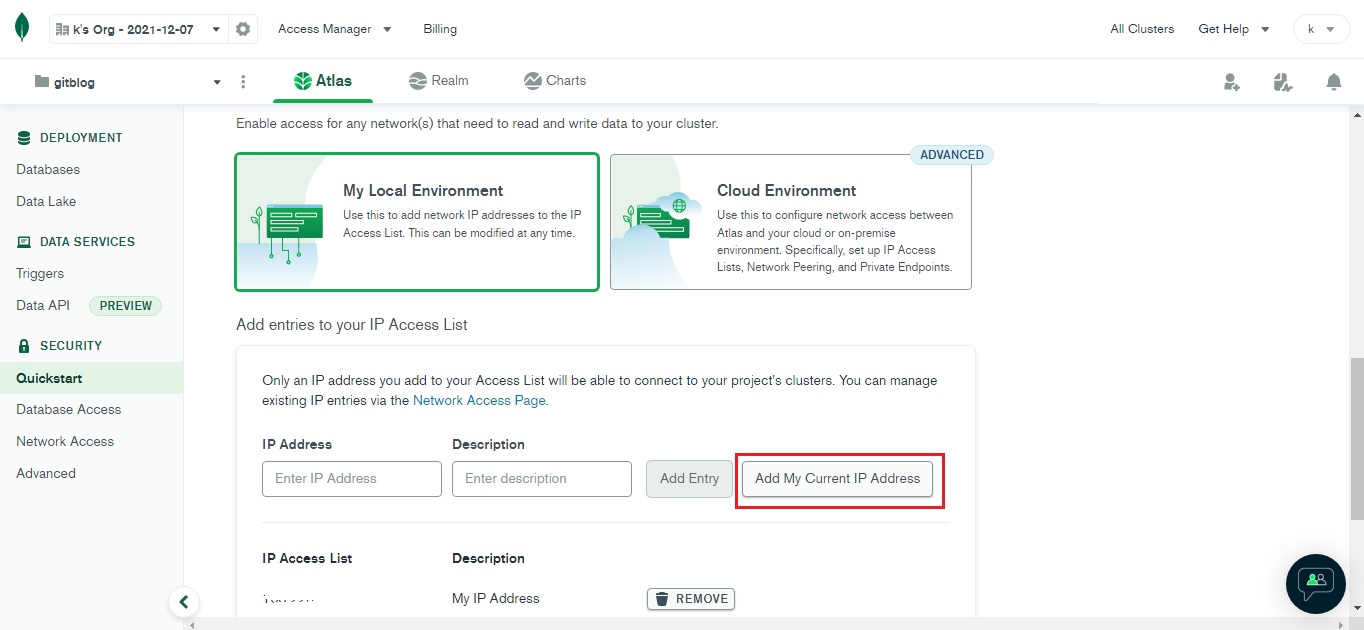 k's Org - 2021-12-07
Access Manager
Billing
All Clusters
Get Help
k
gitblog
Atlas
Realm
Charts
DEPLOYMENT
Databases
Data Lake
DATA SERVICES
Triggers
Data API PREVIEW
SECURITY
Quickstart
Database Access
Network Access
Advanced
Enable access for any network(s) that need to read and write data to your cluster.
My Local Environment
Use this to add network IP addresses to the IP
Access List. This can be modified at any time.
ADVANCED
Cloud Environment
Use this to configure network access between
Atlas and your cloud or on-premise
environment. Specifically, set up IP Access
Lists, Network Peering, and Private Endpoints.
Add entries to your IP Access List
Only an IP address you add to your Access List will be able to connect to your project's clusters. You can manage
existing IP entries via the Network Access Page.
IP Address Description
Enter IP Address Enter description Add Entry Add My Current IP Address
IP Access List Description
My IP Address REMOVE